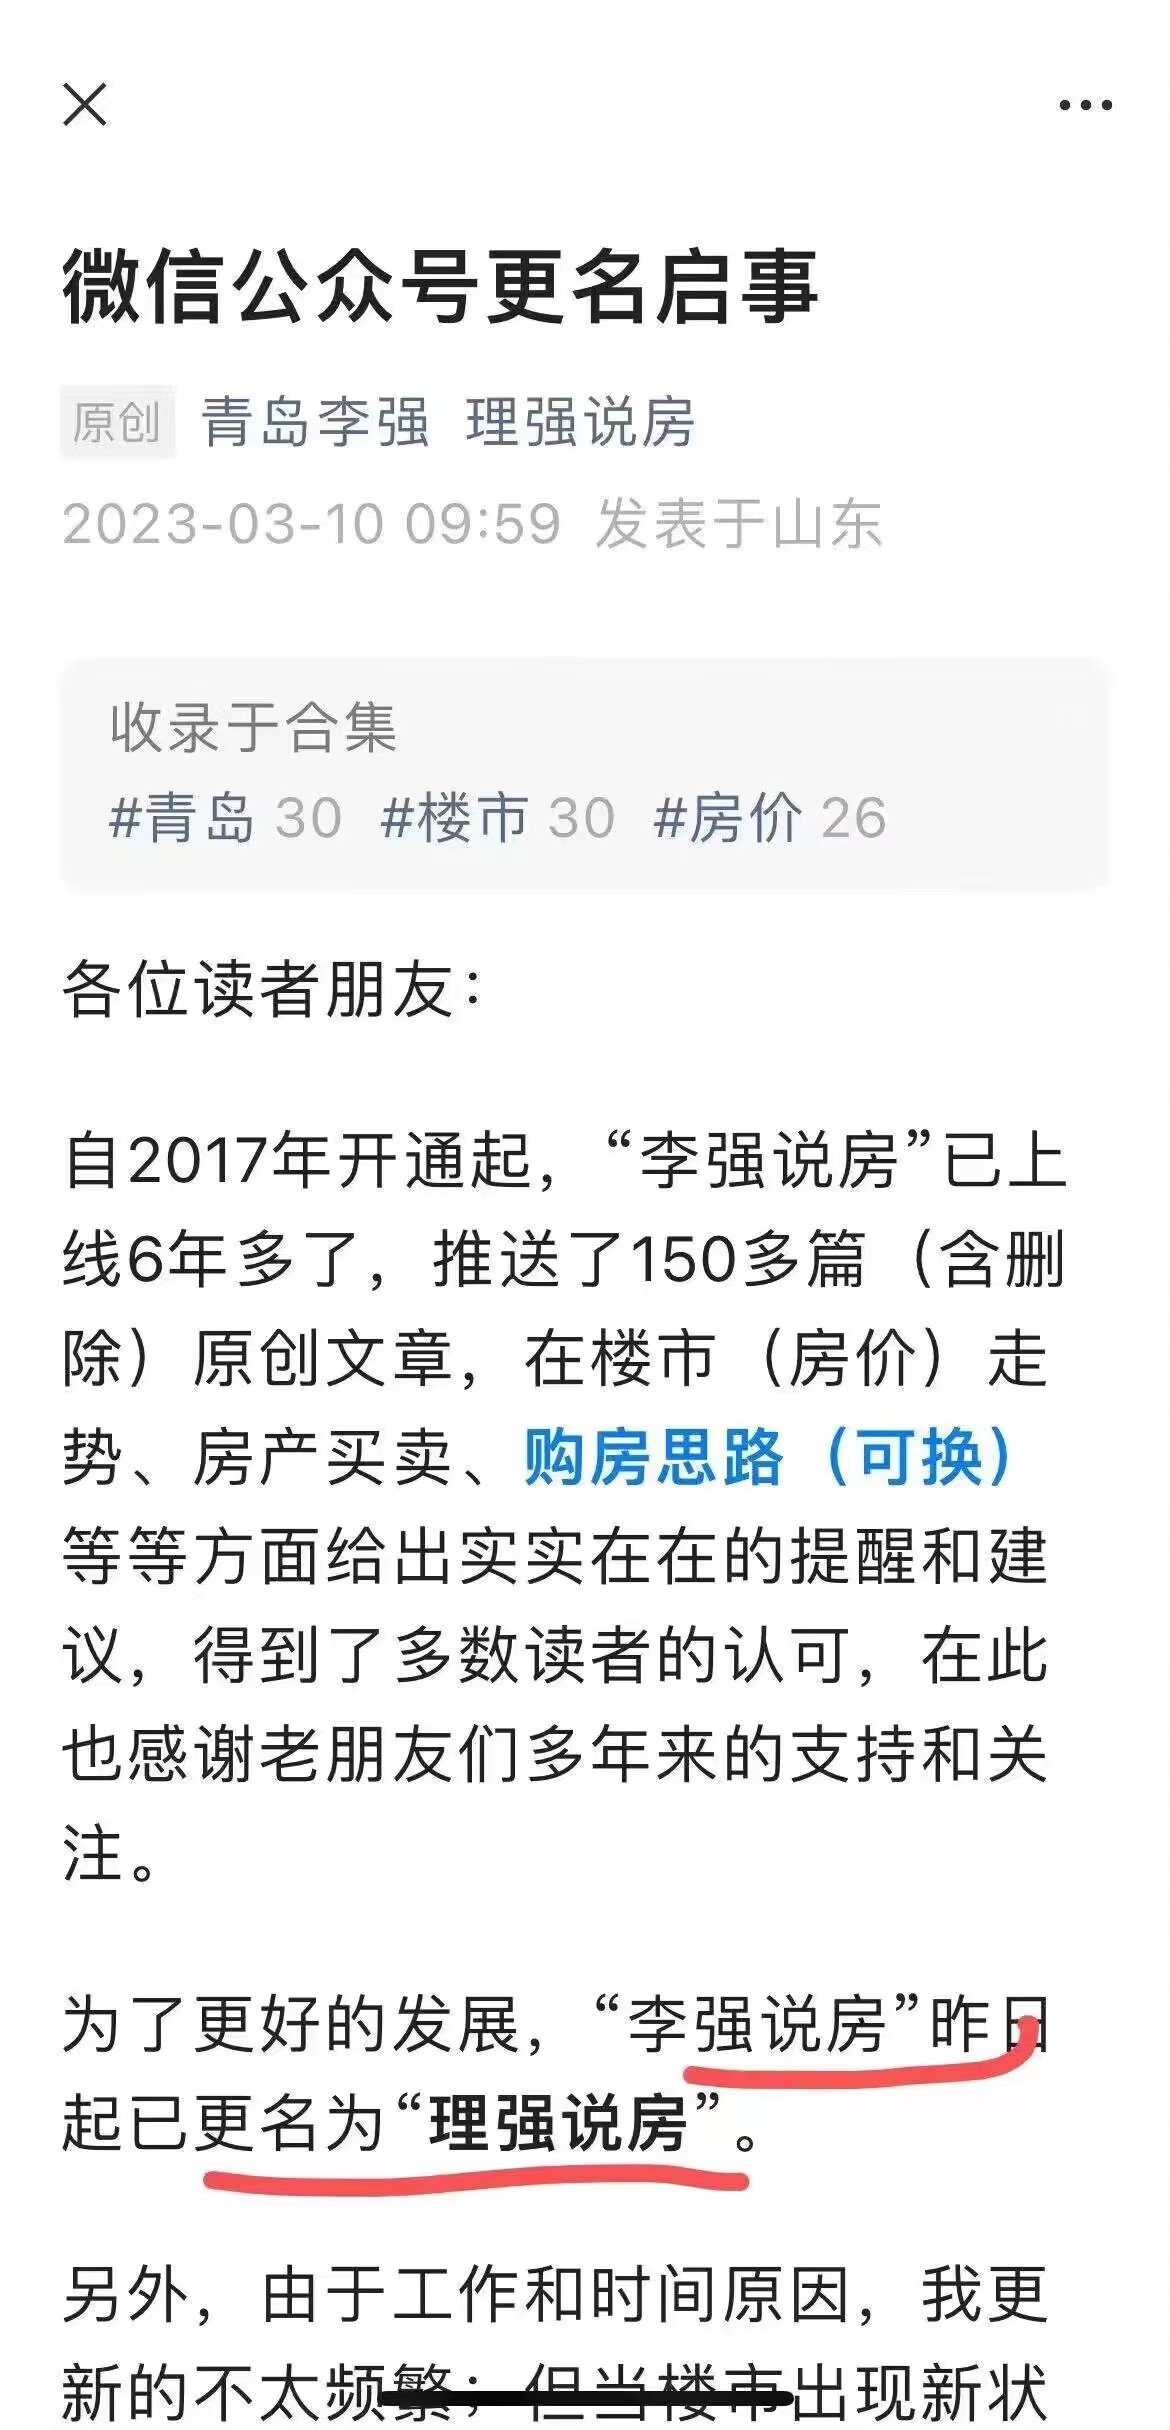 微信公众号更名启事
原创 青岛李强 理强说房
2023-03-10 09:59 发表于山东
收录于合集
#青岛 30 #楼市 30 #房价 26
各位读者朋友：
自2017年开通起，“李强说房”已上
线6年多了，推送了150多篇（含删
除）原创文章，在楼市（房价）走
势、房产买卖、购房思路（可换）
等等方面给出实实在在的提醒和建
议，得到了多数读者的认可，在此
也感谢老朋友们多年来的支持和关
注。
为了更好的发展，“李强说房”昨日
起已更名为“理强说房”。
另外，由于工作和时间原因，我更
新的不太频繁；但当楼市出现新状